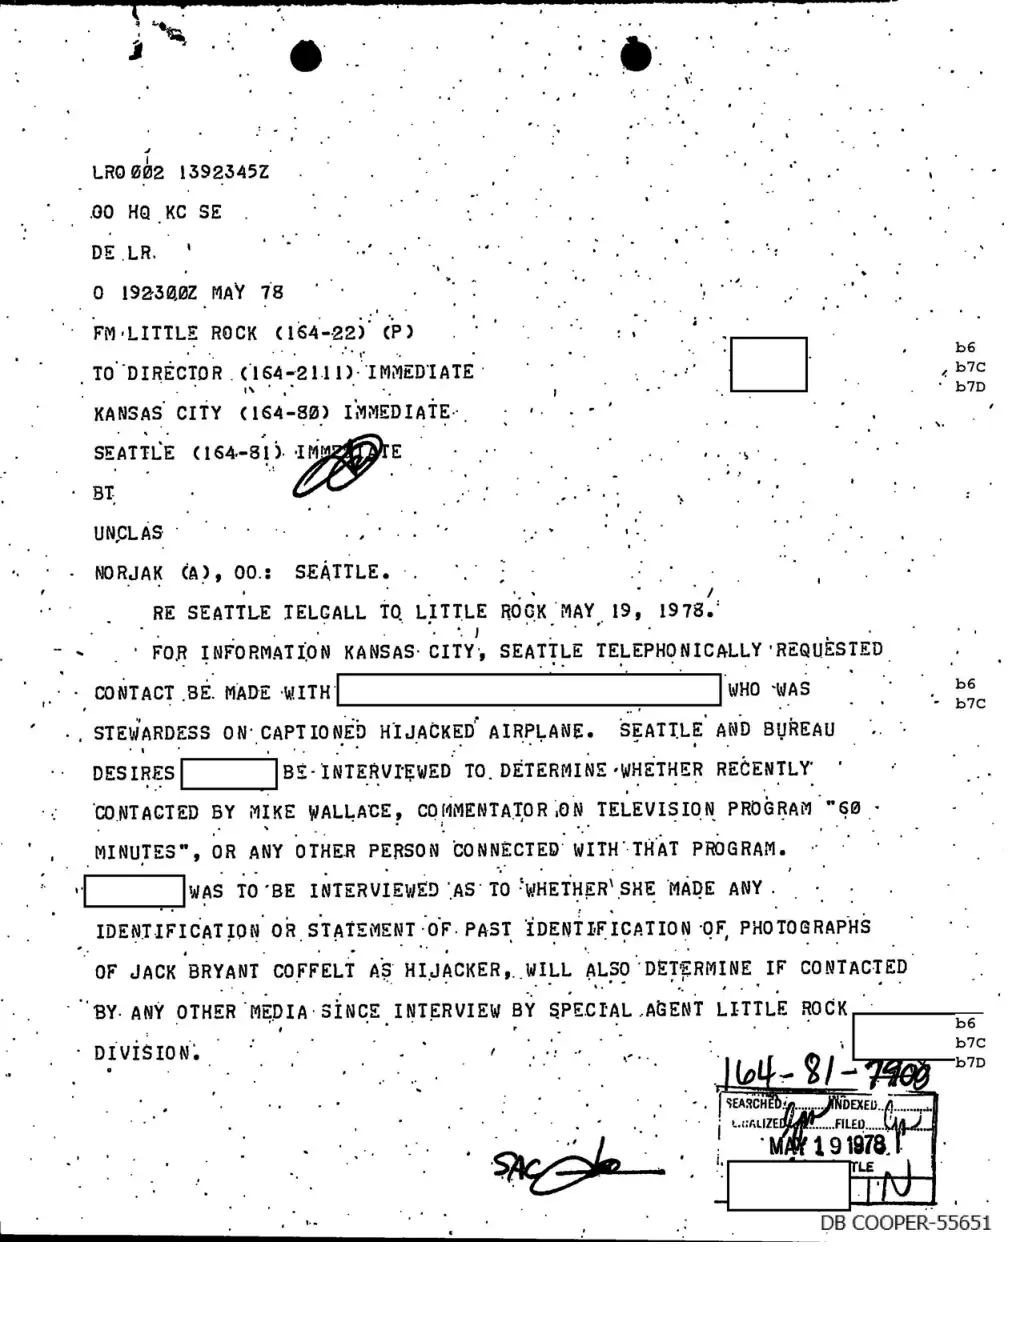 LR0002 1392345Z
OO HQ KC SE
DE LR
O 192300Z MAY 78
FM LITTLE ROCK (164-22) (P)
TO DIRECTOR (164-2111) IMMEDIATE
KANSAS CITY (164-80) IMMEDIATE
SEATTLE (164-81) IMMEDIATE
BT
UNCLAS
NORJAK (A), OO: SEATTLE.
RE SEATTLE TELCALL TO LITTLE ROCK MAY 19, 1978.
FOR INFORMATION KANSAS CITY, SEATTLE TELEPHONICALLY REQUESTED
CONTACT BE MADE WITH WHO WAS
STEWARDESS ON CAPTIONED HIJACKED AIRPLANE. SEATTLE AND BUREAU
DESIRES BE INTERVIEWED TO DETERMINE WHETHER RECENTLY
CONTACTED BY MIKE WALLACE, COMMENTATOR ON TELEVISION PROGRAM "60
MINUTES", OR ANY OTHER PERSON CONNECTED WITH THAT PROGRAM.
WAS TO BE INTERVIEWED AS TO WHETHER SHE MADE ANY
IDENTIFICATION OR STATEMENT OF PAST IDENTIFICATION OF PHOTOGRAPHS
OF JACK BRYANT COFFELT AS HIJACKER, WILL ALSO DETERMINE IF CONTACTED
BY ANY OTHER MEDIA SINCE INTERVIEW BY SPECIAL AGENT LITTLE ROCK
DIVISION.
b6
b7C
b7D
b6
b7C
b6
b7C
b7D
164-81-7900
SEARCHED INDEXED
FILED
MAY 19 1978
TLE
SAC
N
DB COOPER-55651